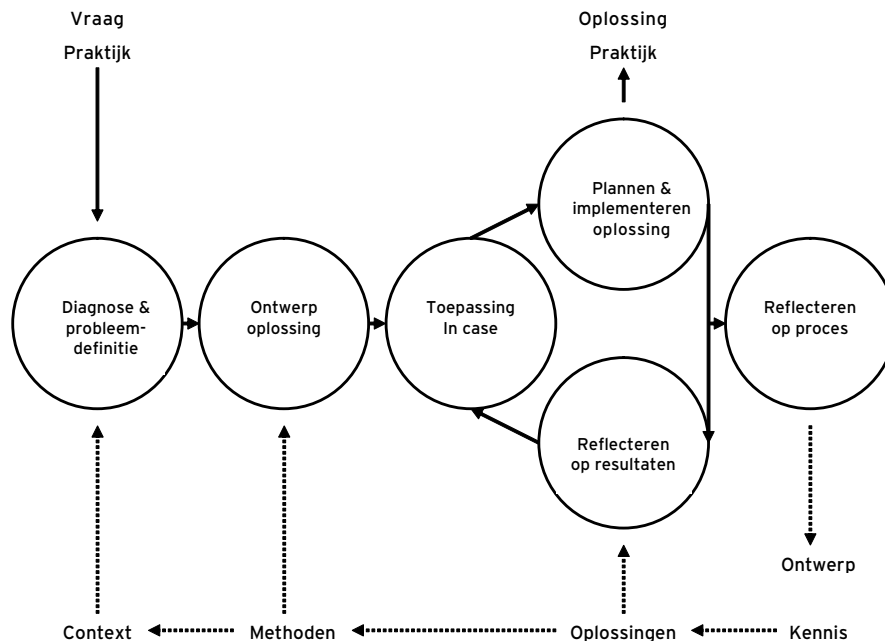 Vraag
Praktijk
Oplossing
Praktijk
Plannen &
implementeren
oplossing
Diagnose &
probleem-
definitie
Ontwerp
oplossing
Toepassing
In case
Reflecteren
op proces
Reflecteren
op resultaten
Ontwerp
Context
Methoden
Oplossingen
Kennis